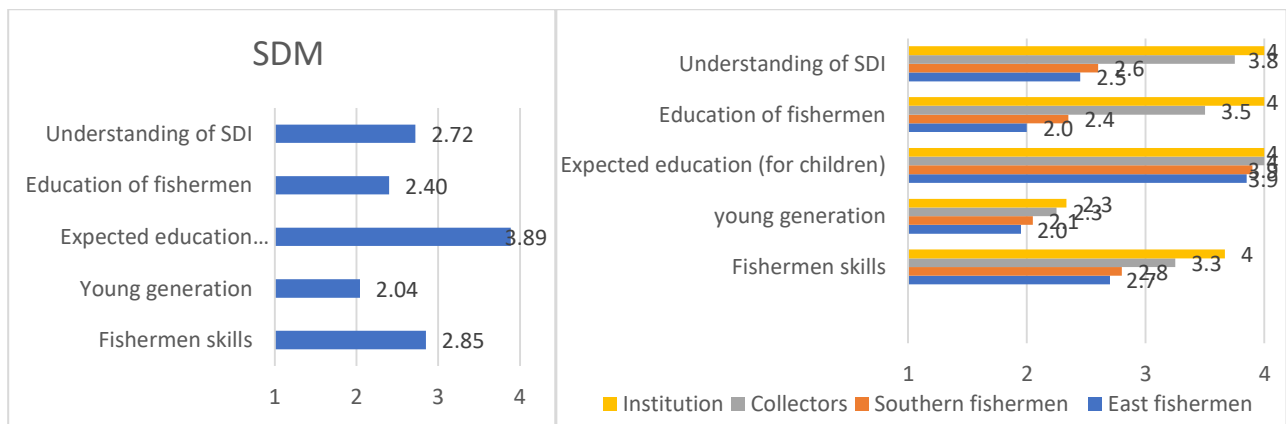 SDM
Understanding of SDI
2.72
Education of fishermen
2.40
Expected education...
3.89
Young generation
2.04
Fishermen skills
2.85
1 2 3 4
Understanding of SDI
4
3.8
2.6
2.5
Education of fishermen
4
3.5
2.4
2.0
Expected education (for children)
4
4
3.9
3.9
young generation
2.3
2.3
2.1
2.0
Fishermen skills
4
3.3
2.8
2.7
1 2 3 4
Institution Collectors Southern fishermen East fishermen